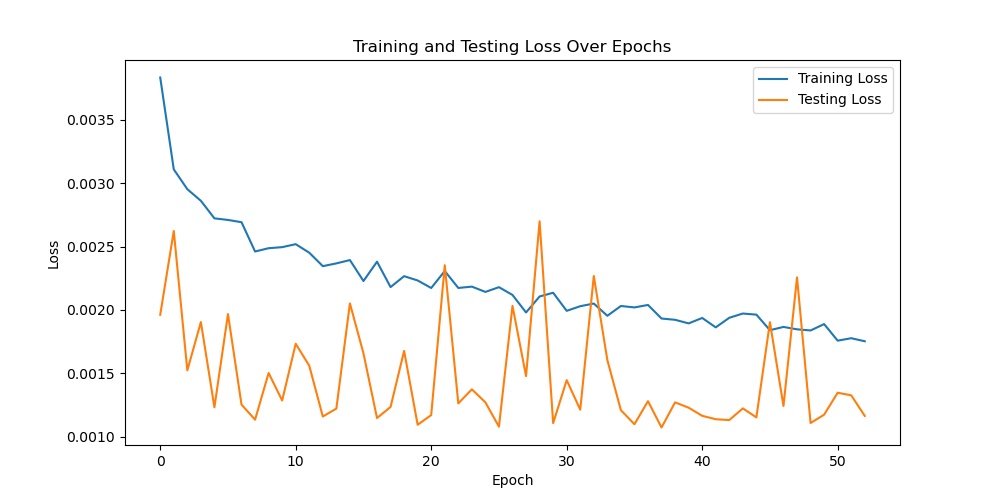 Training and Testing Loss Over Epochs
Training Loss
Testing Loss
Loss
0.0035
0.0030
0.0025
0.0020
0.0015
0.0010
0 10 20 30 40 50
Epoch